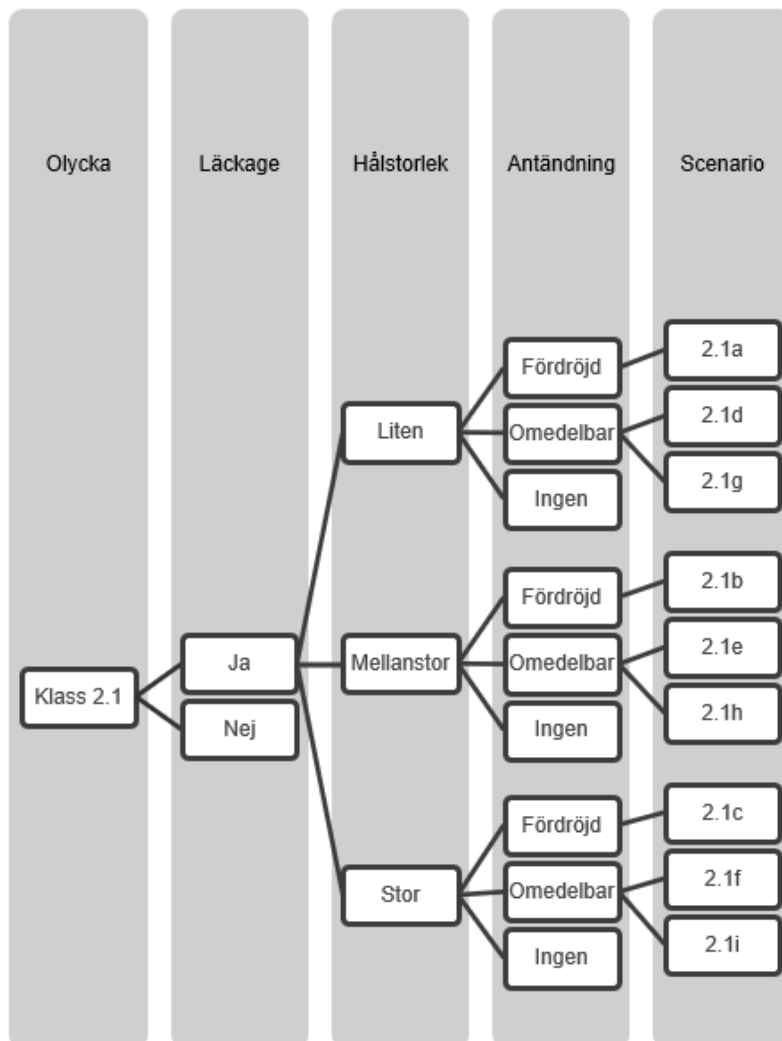 Olycka
Läckage
Hålstorlek
Antändning
Scenario
2.1a
Fördröjd
2.1d
Liten
Omedelbar
2.1g
Ingen
2.1b
Fördröjd
2.1e
Ja
Mellanstor
Omedelbar
Klass 2.1
2.1h
Nej
Ingen
2.1c
Fördröjd
2.1f
Stor
Omedelbar
2.1i
Ingen